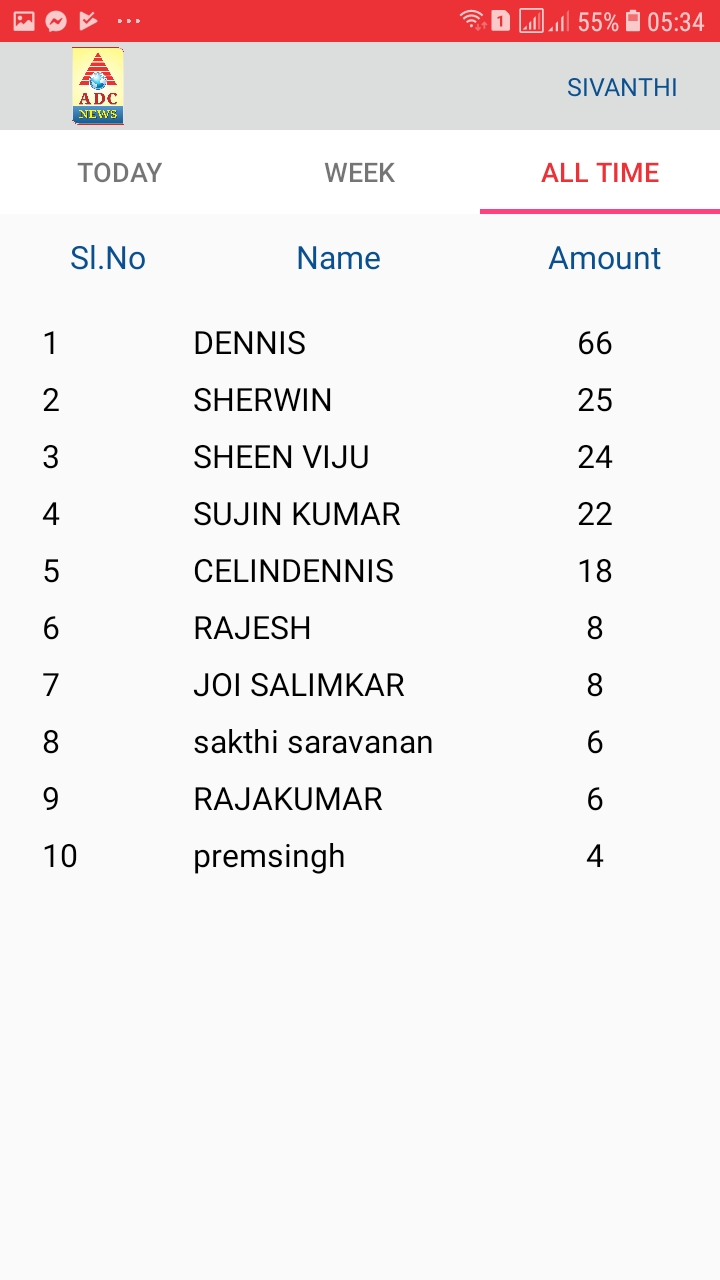 1 55% 05:34
ADC
NEWS
SIVANTHI
TODAY WEEK ALL TIME
Sl.No Name Amount
1 DENNIS 66
2 SHERWIN 25
3 SHEEN VIJU 24
4 SUJIN KUMAR 22
5 CELINDENNIS 18
6 RAJESH 8
7 JOI SALIMKAR 8
8 sakthi saravanan 6
9 RAJAKUMAR 6
10 premsingh 4